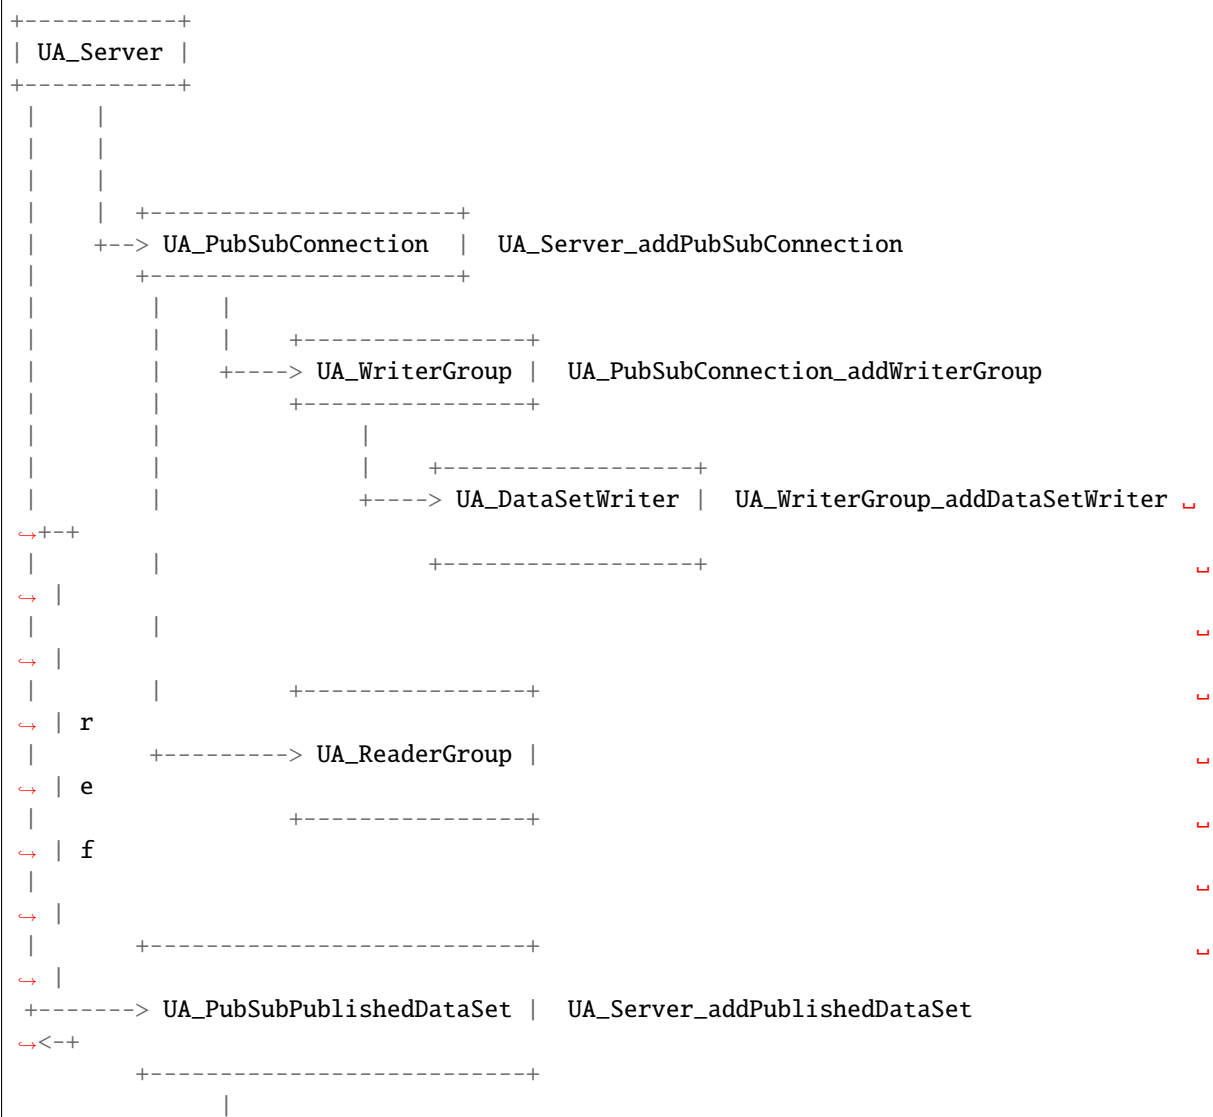 +-----------+
| UA_Server |
+-----------+
 |    |
 |    |
 |    |
 |    |  +----------------------+
 |    +--> UA_PubSubConnection  |  UA_Server_addPubSubConnection
 |       +----------------------+
 |        |    |
 |        |    |    +----------------+
 |        |    +----> UA_WriterGroup |  UA_PubSubConnection_addWriterGroup
 |        |         +----------------+
 |        |              |
 |        |              |    +------------------+
 |        |              +----> UA_DataSetWriter |  UA_WriterGroup_addDataSetWriter ␣
↪+-+
 |        |                   +------------------+                                   ␣
↪ |
 |        |                                                                          ␣
↪ |
 |        |         +----------------+                                               ␣
↪ | r
 |        +---------> UA_ReaderGroup |                                               ␣
↪ | e
 |                  +----------------+                                               ␣
↪ | f
 |                                                                                   ␣
↪ |
 |       +---------------------------+                                               ␣
↪ |
 +-------> UA_PubSubPublishedDataSet |  UA_Server_addPublishedDataSet
↪<-+
         +---------------------------+
               |